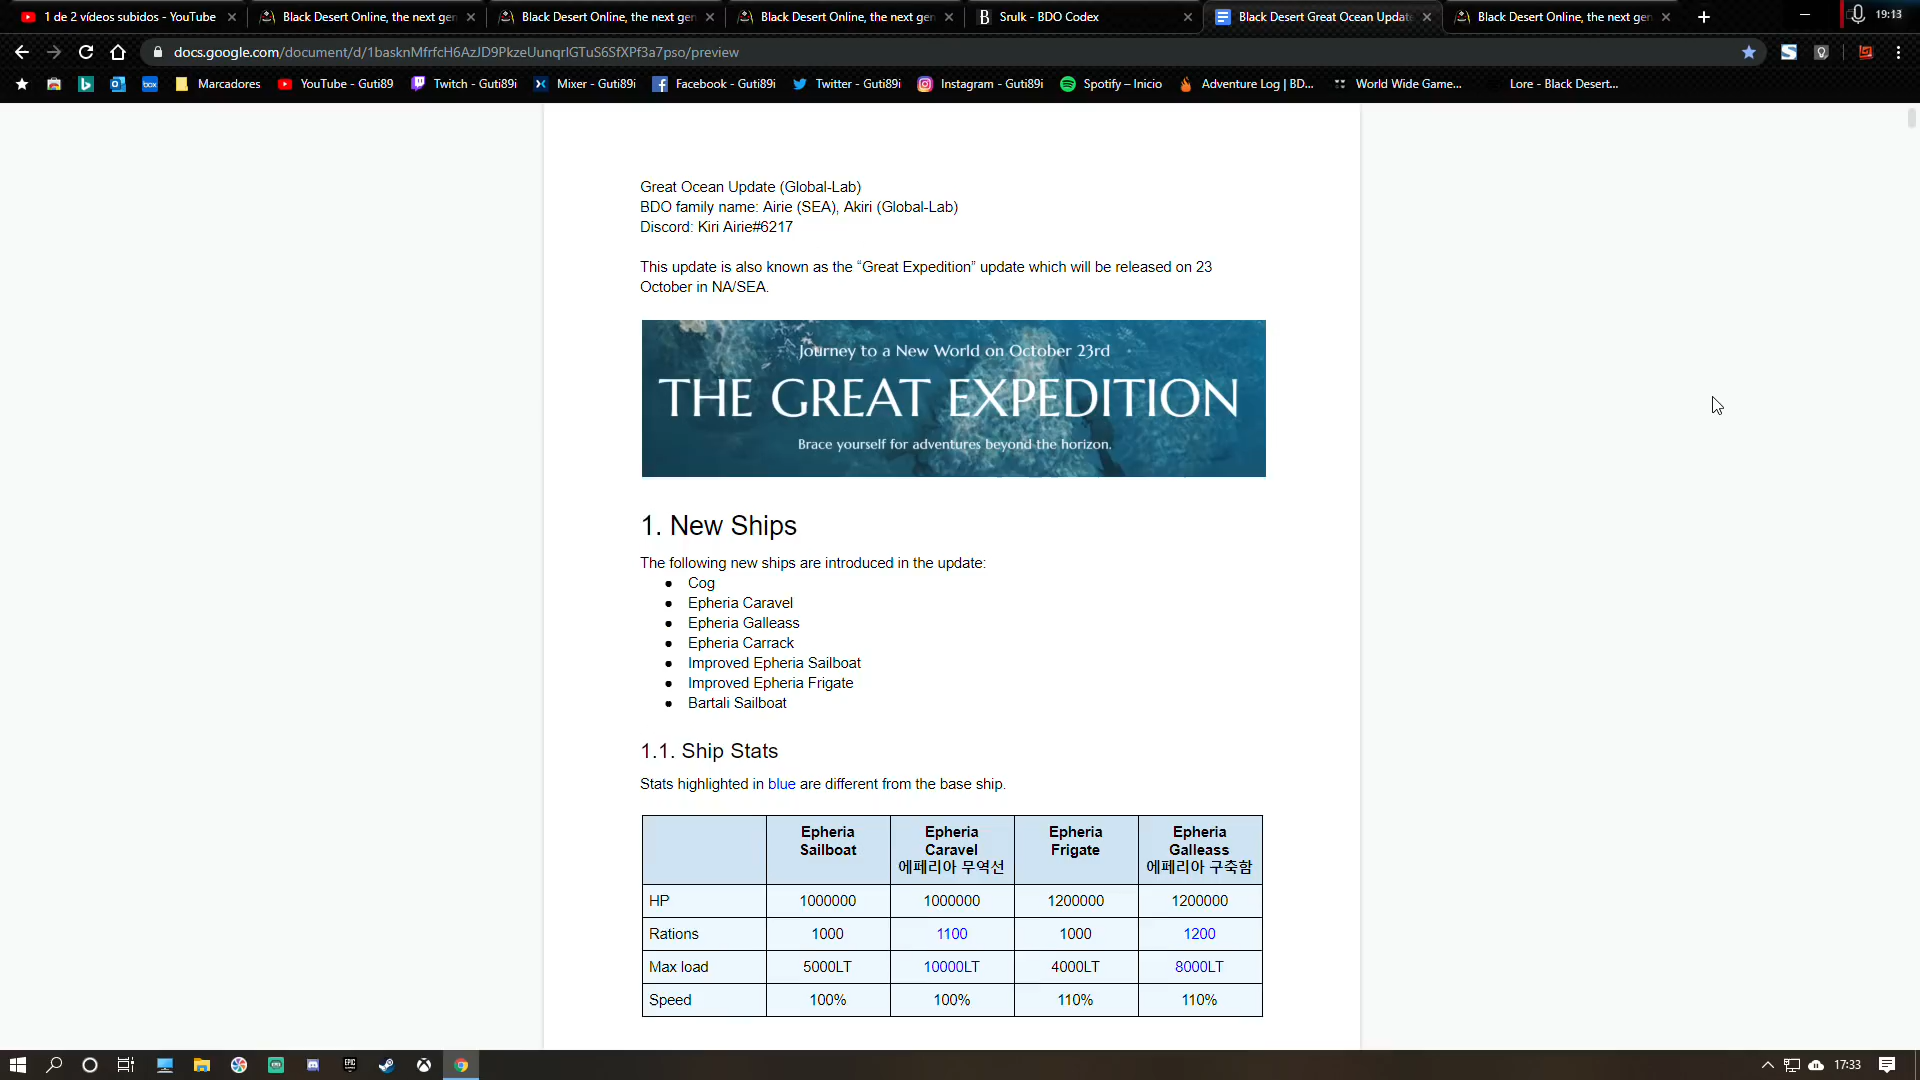 1 de 2 vídeos subidos - YouTube
Black Desert Online, the next gen
Black Desert Online, the next gen
Black Desert Online, the next gen
Srulk - BDO Codex
Black Desert Great Ocean Update
Black Desert Online, the next gen
19:13
docs.google.com/document/d/1basknMfrfcH6AzJD9PkzeUunqrlGTuS6SfXPf3a7pso/preview
Marcadores
YouTube - Guti89
Twitch - Guti89i
Mixer - Guti89i
Facebook - Guti89i
Twitter - Guti89i
Instagram - Guti89i
Spotify – Inicio
Adventure Log | BD...
World Wide Game...
Lore - Black Desert...
Great Ocean Update (Global-Lab)
BDO family name: Airie (SEA), Akiri (Global-Lab)
Discord: Kiri Airie#6217
This update is also known as the “Great Expedition” update which will be released on 23
October in NA/SEA.
Journey to a New World on October 23rd
THE GREAT EXPEDITION
Brace yourself for adventures beyond the horizon.
1. New Ships
The following new ships are introduced in the update:
● Cog
● Epheria Caravel
● Epheria Galleass
● Epheria Carrack
● Improved Epheria Sailboat
● Improved Epheria Frigate
● Bartali Sailboat
1.1. Ship Stats
Stats highlighted in blue are different from the base ship.
Epheria Sailboat
Epheria Caravel 에페리아 무역선
Epheria Frigate
Epheria Galleass 에페리아 구축함
HP 1000000 1000000 1200000 1200000
Rations 1000 1100 1000 1200
Max load 5000LT 10000LT 4000LT 8000LT
Speed 100% 100% 110% 110%
17:33